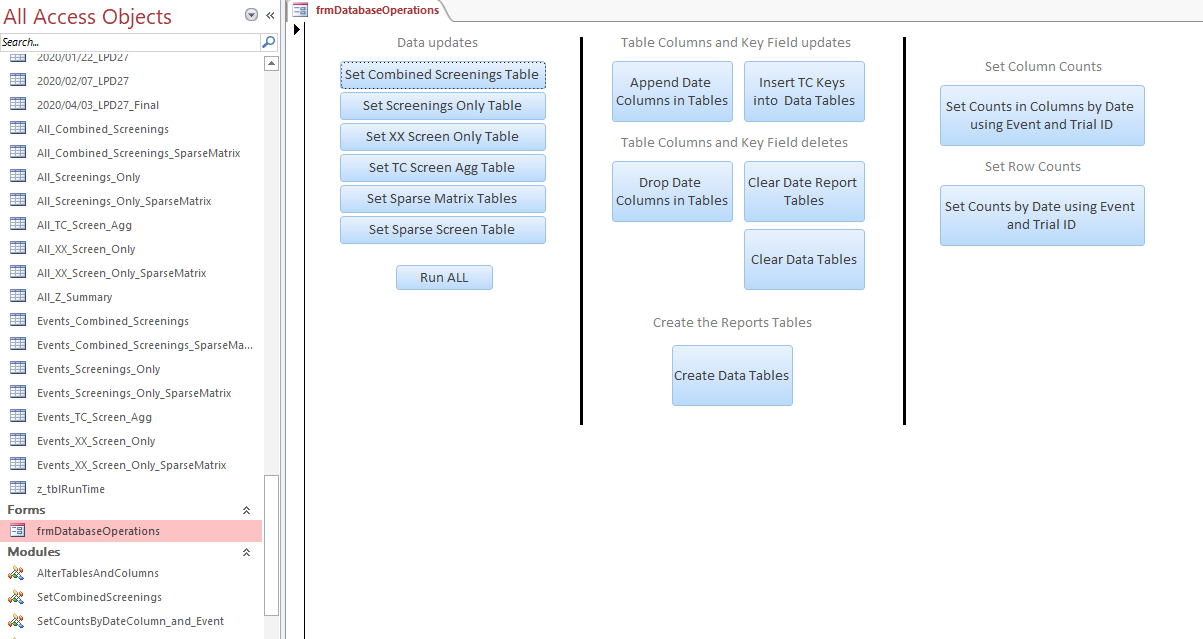 All Access Objects
Search...
2020/01/22_LPD27
2020/02/07_LPD27
2020/04/03_LPD27_Final
All_Combined_Screenings
All_Combined_Screenings_SparseMatrix
All_Screenings_Only
All_Screenings_Only_SparseMatrix
All_TC_Screen_Agg
All_XX_Screen_Only
All_XX_Screen_Only_SparseMatrix
All_Z_Summary
Events_Combined_Screenings
Events_Combined_Screenings_SparseMa...
Events_Screenings_Only
Events_Screenings_Only_SparseMatrix
Events_TC_Screen_Agg
Events_XX_Screen_Only
Events_XX_Screen_Only_SparseMatrix
z_tblRunTime
Forms
frmDatabaseOperations
Modules
AlterTablesAndColumns
SetCombinedScreenings
SetCountsByDateColumn_and_Event
frmDatabaseOperations
Data updates
Set Combined Screenings Table
Set Screenings Only Table
Set XX Screen Only Table
Set TC Screen Agg Table
Set Sparse Matrix Tables
Set Sparse Screen Table
Run ALL
Table Columns and Key Field updates
Append Date
Columns in Tables
Insert TC Keys
into Data Tables
Table Columns and Key Field deletes
Drop Date
Columns in Tables
Clear Date Report
Tables
Clear Data Tables
Create the Reports Tables
Create Data Tables
Set Column Counts
Set Counts in Columns by Date
using Event and Trial ID
Set Row Counts
Set Counts by Date using Event
and Trial ID